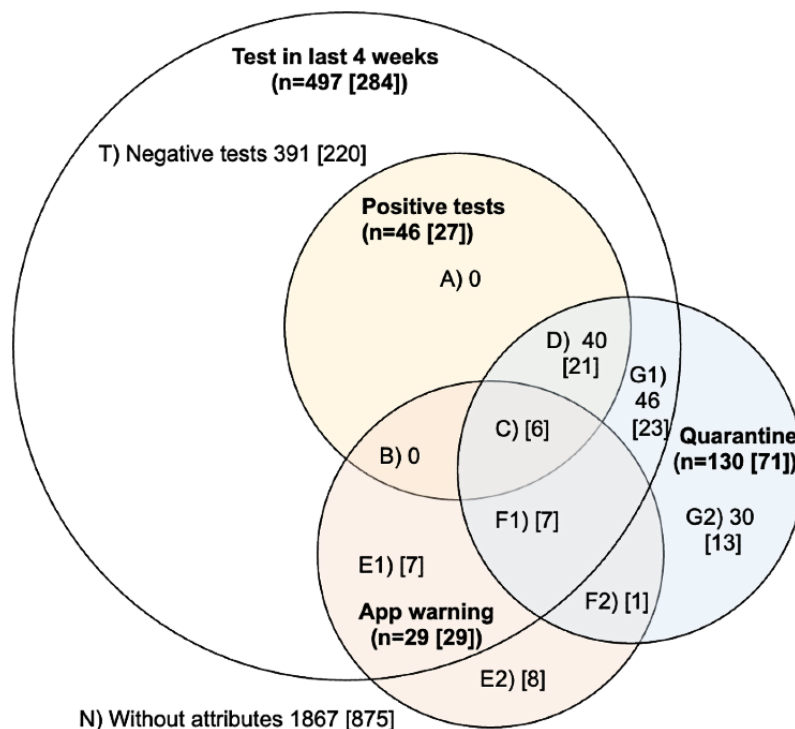 Test in last 4 weeks
(n=497 [284])
T) Negative tests 391 [220]
Positive tests
(n=46 [27])
A) 0
D) 40
[21]
G1)
46
[23]
C) [6]
B) 0
Quarantine
(n=130 [71])
G2) 30
[13]
F1) [7]
E1) [7]
F2) [1]
App warning
(n=29 [29])
E2) [8]
N) Without attributes 1867 [875]